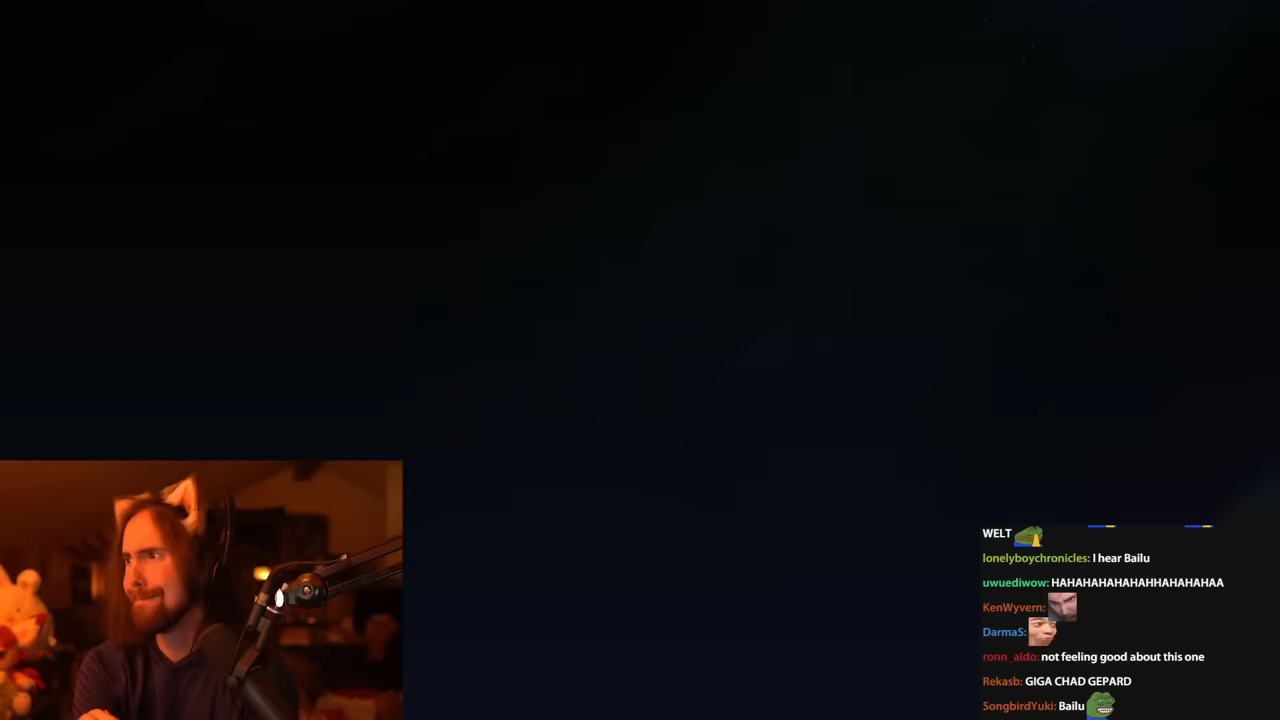 WELT
lonelyboychronicles: I hear Bailu
uwuediwow: HAHAHAHAHAHAHHAHAHAHAA
KenWyvern:
DarmaS:
ronn_aldo: not feeling good about this one
Rekasb: GIGA CHAD GEPARD
SongbirdYuki: Bailu